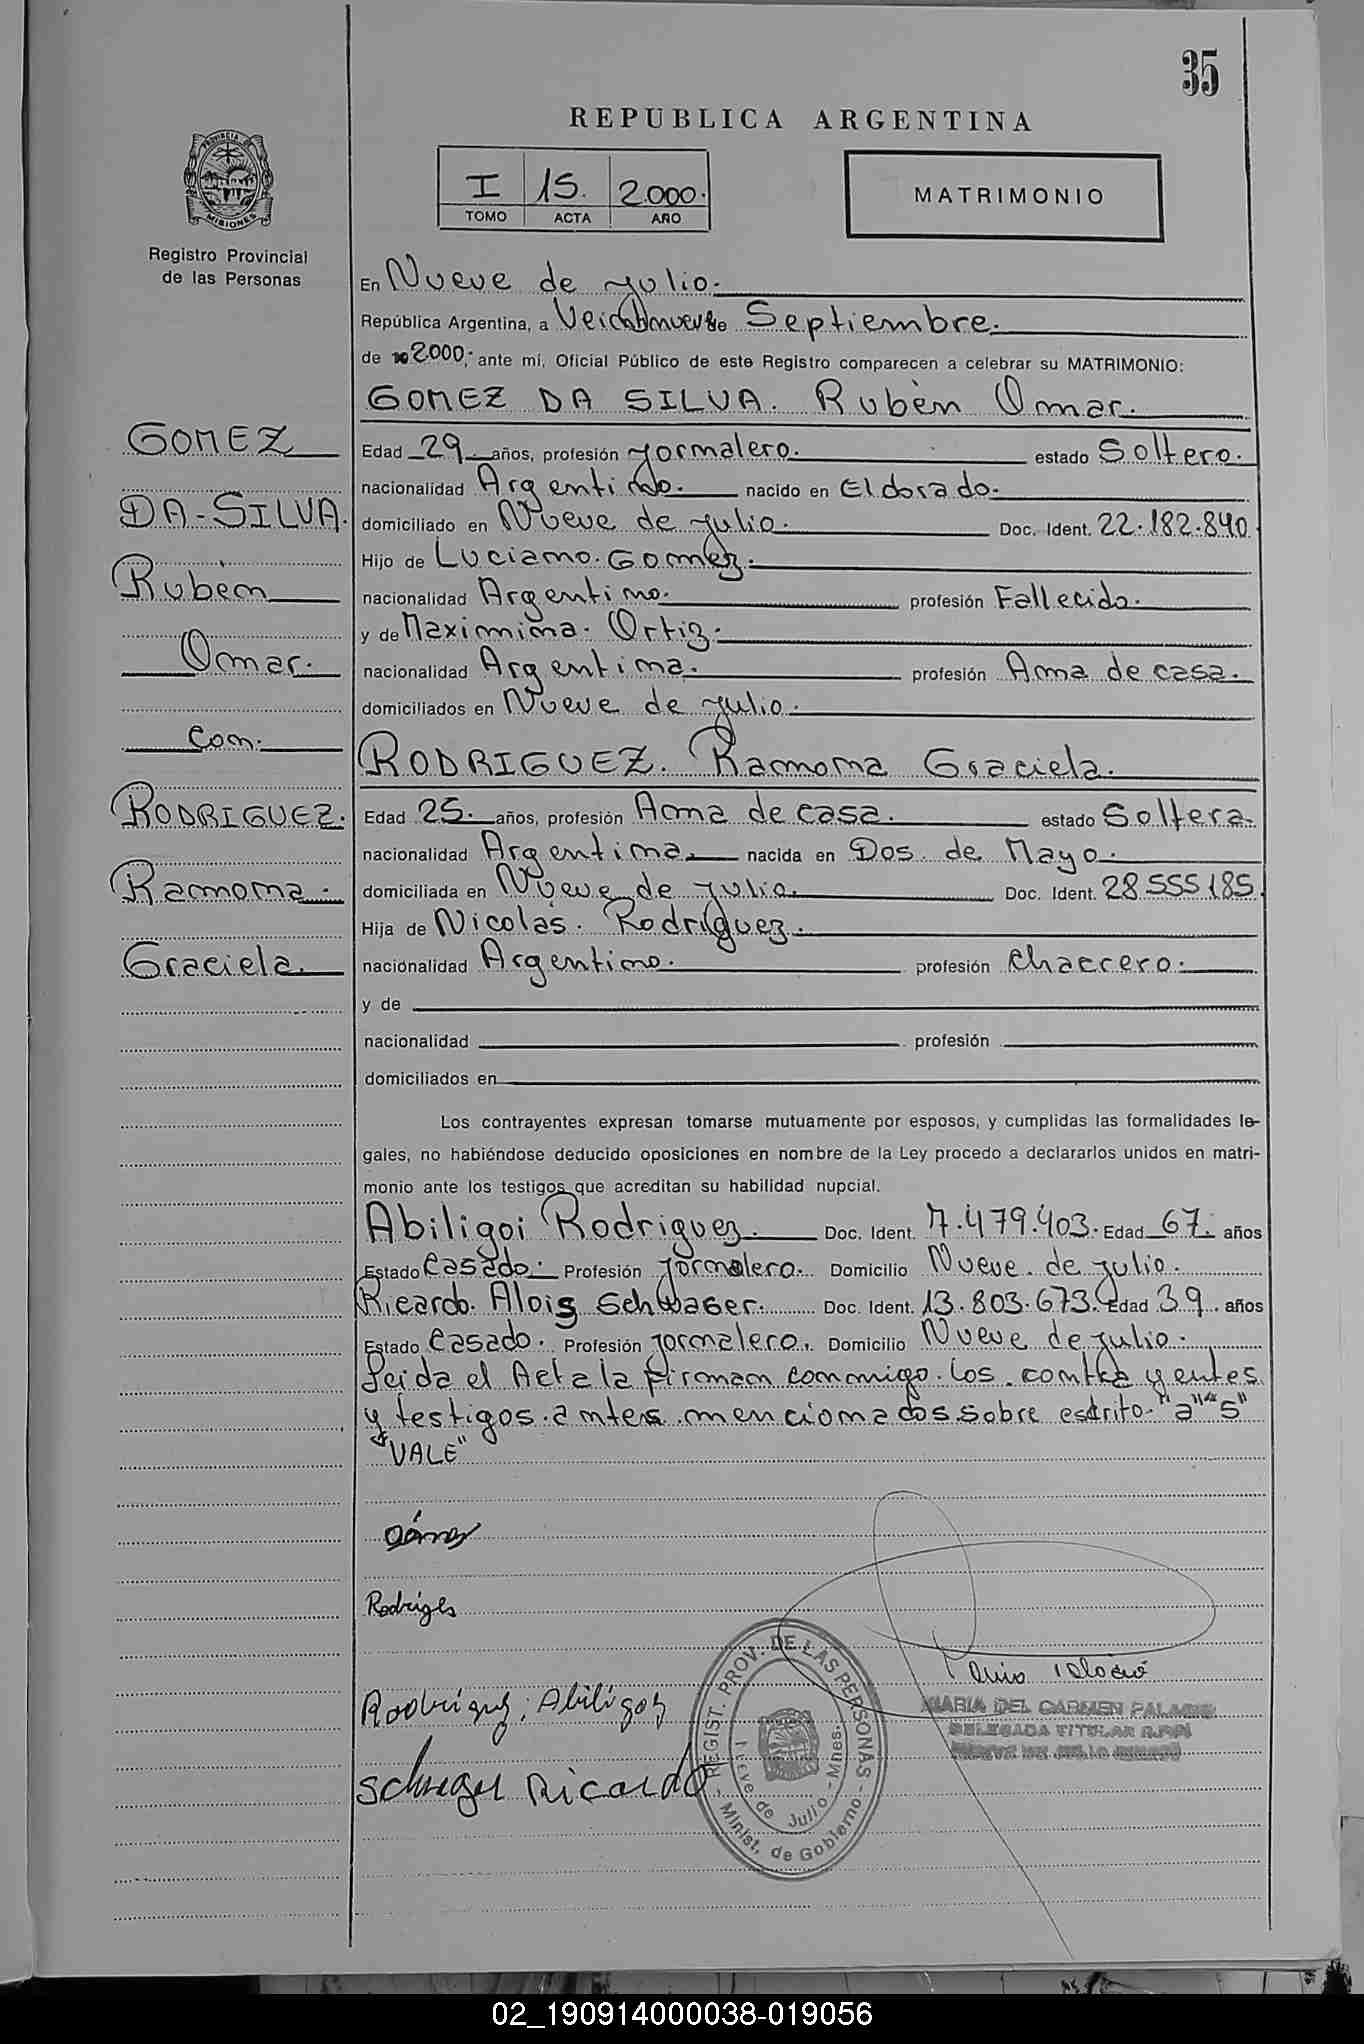 35
REPUBLICA ARGENTINA
I 15. 2.000.
TOMO ACTA AÑO
MATRIMONIO
PROVINCIA DE
MISIONES
Registro Provincial
de las Personas
En Nueve de julio.
República Argentina, a Septiembre.
de 2000; ante mi, Oficial Público de este Registro comparecen a celebrar su MATRIMONIO:
GOMEZ DA SILVA. Rubén Omar.
GOMEZ
DA-SILVA.
Rubén
Omar.
con.
RODRIGUEZ.
Ramona.
Graciela.
Edad 29. años, profesión jornalero. estado Soltero.
nacionalidad Argentino. nacido en Eldorado.
domiciliado en Nueve de julio. Doc. Ident. 22.182.840.
Hijo de Luciano. Gomez.
nacionalidad Argentino. profesión Fallecido.
y de Maximina. Ortiz.
nacionalidad Argentina. profesión Ama de casa.
domiciliados en Nueve de julio.
RODRIGUEZ. Ramona Graciela.
Edad 25. años, profesión Ama de casa. estado Soltera.
nacionalidad Argentina. nacida en Dos de Mayo.
domiciliada en Nueve de julio. Doc. Ident. 28.555.185.
Hija de Nicolás. Rodríguez.
nacionalidad Argentino. profesión chacrero.
y de
nacionalidad profesión
domiciliados en
Los contrayentes expresan tomarse mutuamente por esposos, y cumplidas las formalidades le-
gales, no habiéndose deducido oposiciones en nombre de la Ley procedo a declararlos unidos en matri-
monio ante los testigos que acreditan su habilidad nupcial.
Abiligoi Rodriguez. Doc. Ident. 7.479.403. Edad 67. años
Estado Casado. Profesión jornalero. Domicilio Nueve de julio.
Ricardo. Alois Schwager. Doc. Ident. 13.803.673. Edad 39. años
Estado Casado. Profesión jornalero. Domicilio Nueve de julio.
Leida el Acta la firman conmigo los contrayentes
y testigos antes mencionados sobre escrito "a" "s"
"VALE"
Rodriges
Rodriguez, Abiligoz
Schwager Ricardo
REGIST. PROV. DE LAS PERSONAS
Nueve de Julio - Mnes.
- Minist. de Gobierno -
MARIA DEL CARMEN PALACIO
DELEGADA TITULAR R.P.P.
02_190914000038-019056